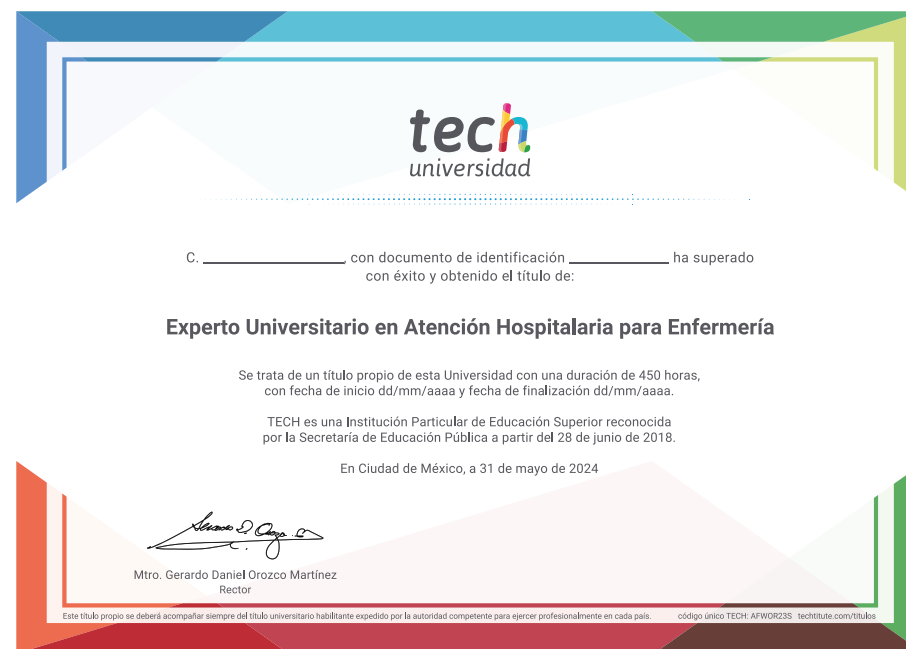 tech
universidad
C. ____________, con documento de identificación ____________ ha superado
con éxito y obtenido el título de:
Experto Universitario en Atención Hospitalaria para Enfermería
Se trata de un título propio de esta Universidad con una duración de 450 horas,
con fecha de inicio dd/mm/aaaa y fecha de finalización dd/mm/aaaa.
TECH es una Institución Particular de Educación Superior reconocida
por la Secretaría de Educación Pública a partir del 28 de junio de 2018.
En Ciudad de México, a 31 de mayo de 2024
Mtro. Gerardo Daniel Orozco Martínez
Rector
Este título propio se deberá acompañar siempre del título universitario habilitante expedido por la autoridad competente para ejercer profesionalmente en cada país. código único TECH: AFWOR23S techtitute.com/titulos